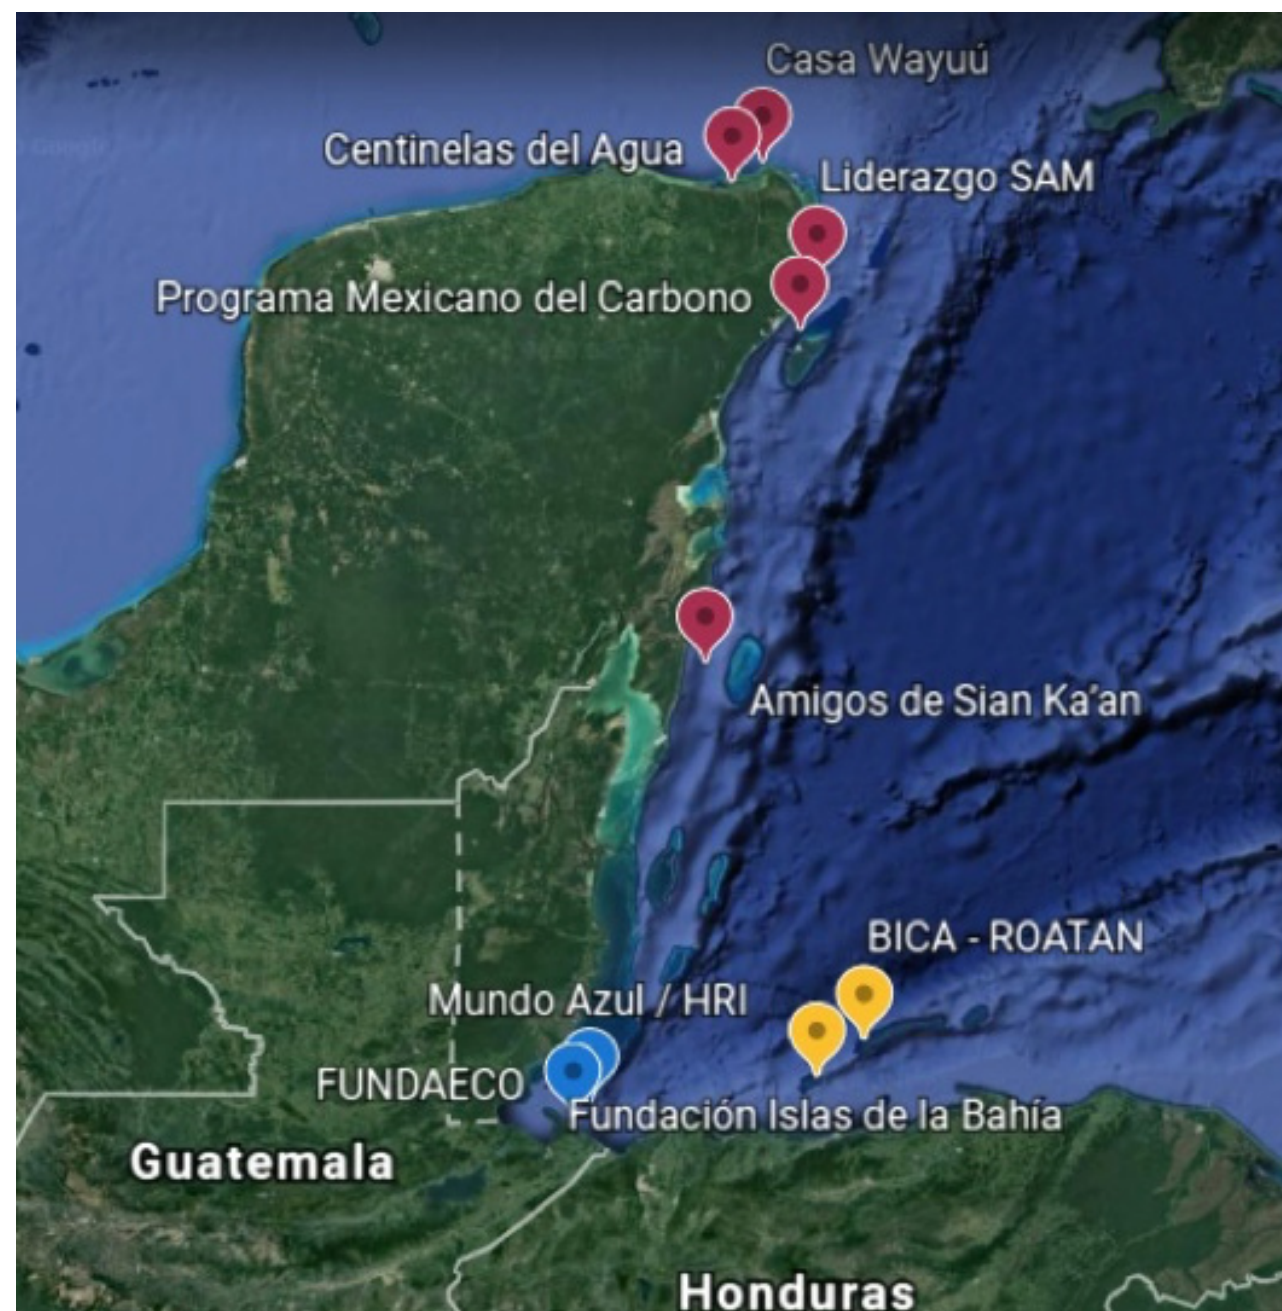 Casa Wayuú
Centinelas del Agua
Liderazgo SAM
Programa Mexicano del Carbono
Amigos de Sian Ka'an
BICA - ROATAN
Mundo Azul / HRI
FUNDAECO
Fundación Islas de la Bahía
Guatemala
Honduras